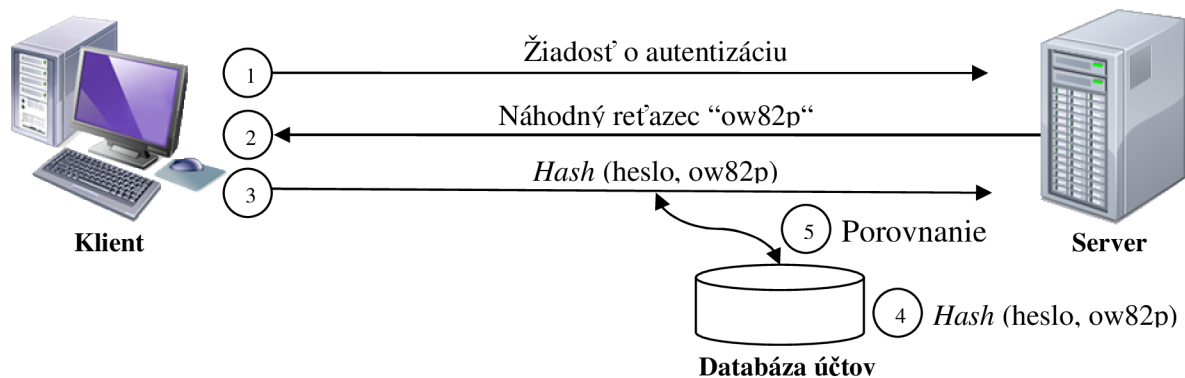 Žiadosť o autentizáciu
1
Náhodný reťazec “ow82p“
2
Hash (heslo, ow82p)
3
Klient
5 Porovnanie
Server
4 Hash (heslo, ow82p)
Databáza účtov